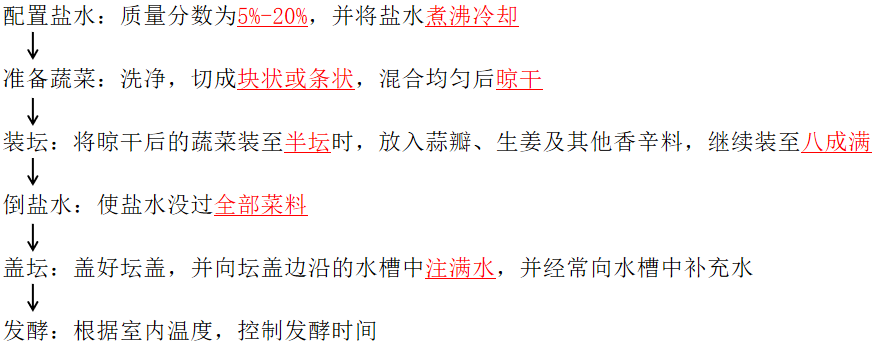 配置盐水：质量分数为5%-20%，并将盐水煮沸冷却
准备蔬菜：洗净，切成块状或条状，混合均匀后晾干
装坛：将晾干后的蔬菜装至半坛时，放入蒜瓣、生姜及其他香辛料，继续装至八成满
倒盐水：使盐水没过全部菜料
盖坛：盖好坛盖，并向坛盖边沿的水槽中注满水，并经常向水槽中补充水
发酵：根据室内温度，控制发酵时间